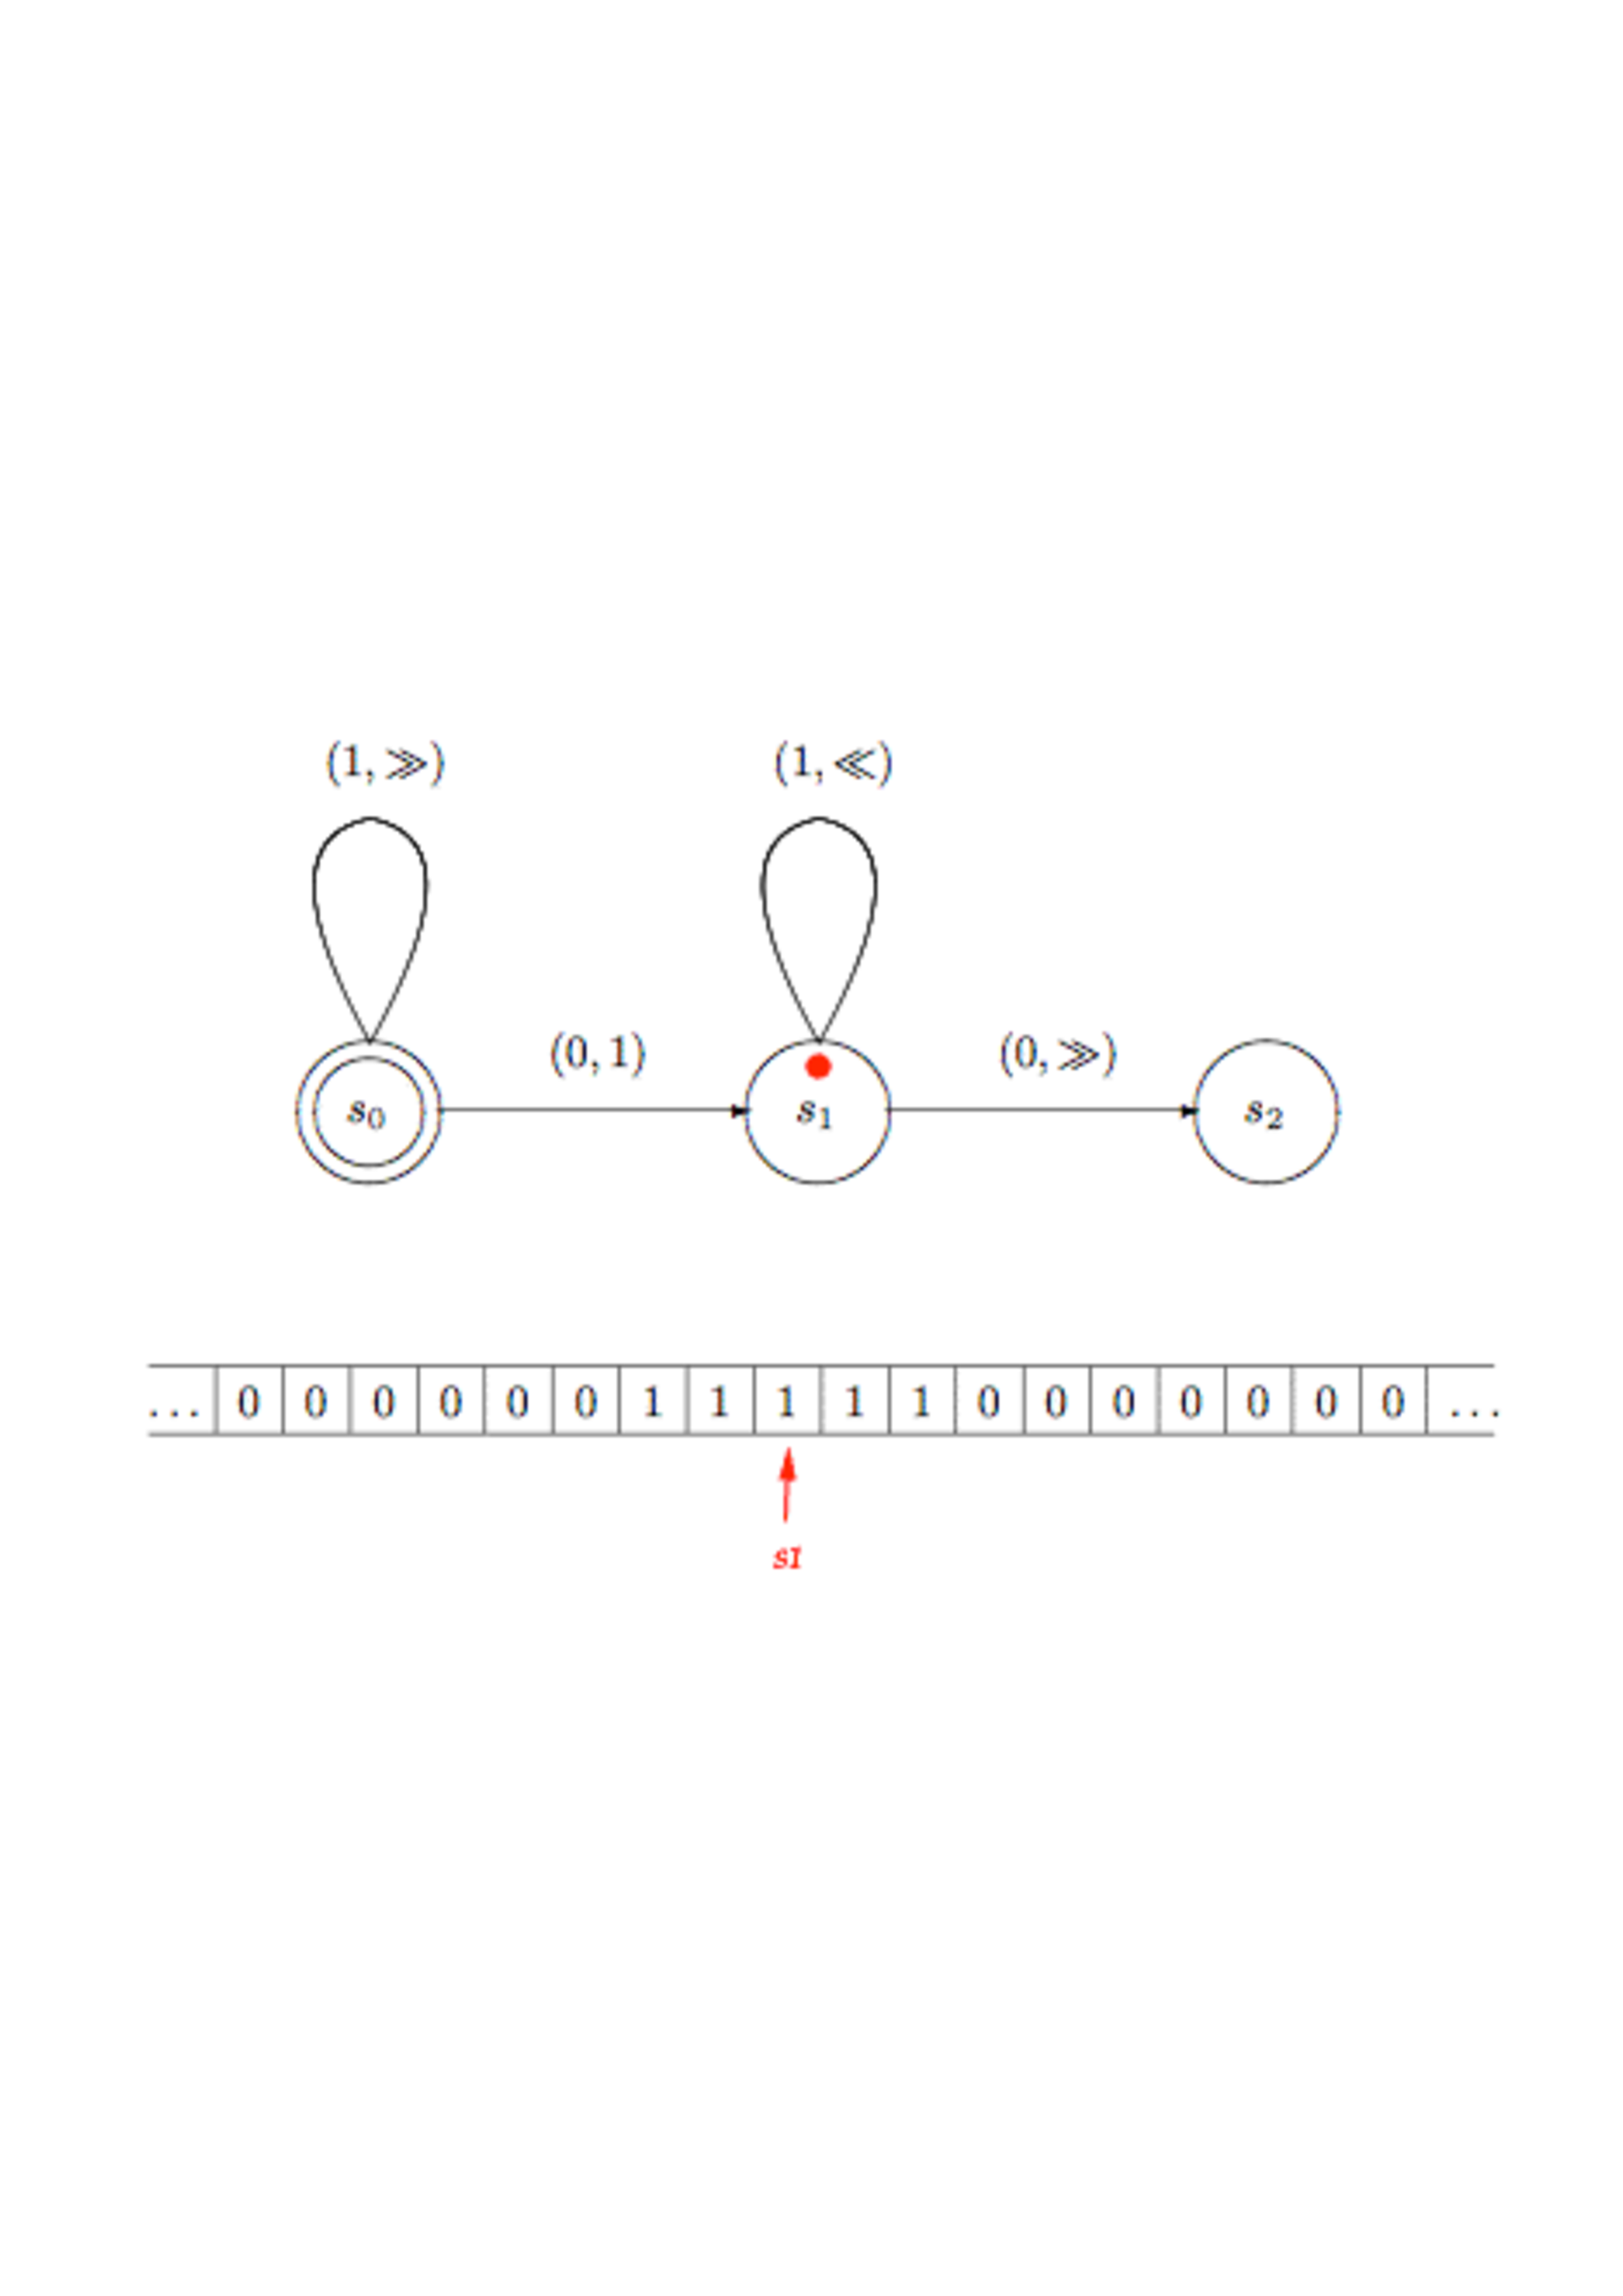 (1, ≫) (1, ≪)
(0, 1) (0, ≫)
s₀ s₁ s₂
... 0 0 0 0 0 0 1 1 1 1 1 0 0 0 0 0 0 0 ...
s1